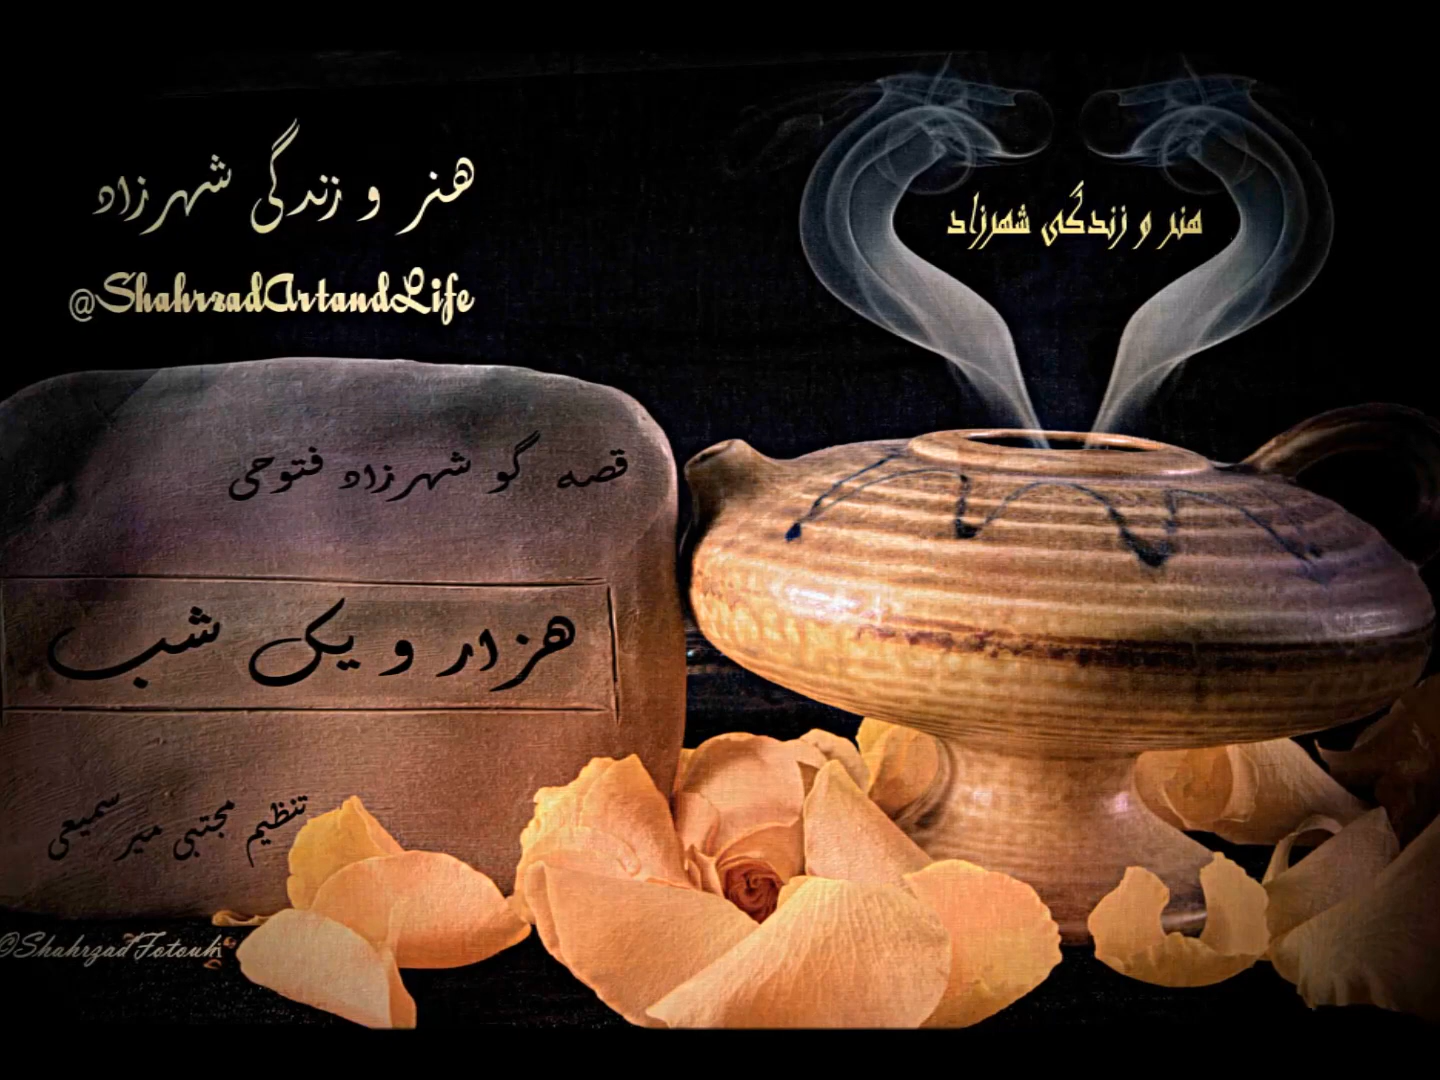 هنر و زندگی شهرزاد
@ShahrzadArtandLife
هنر و زندگی شهرزاد
قصه گو شهرزاد فتوحی
هزار و یک شب
تنظیم مجتبی میر سمیعی
©ShahrzadFotouhi